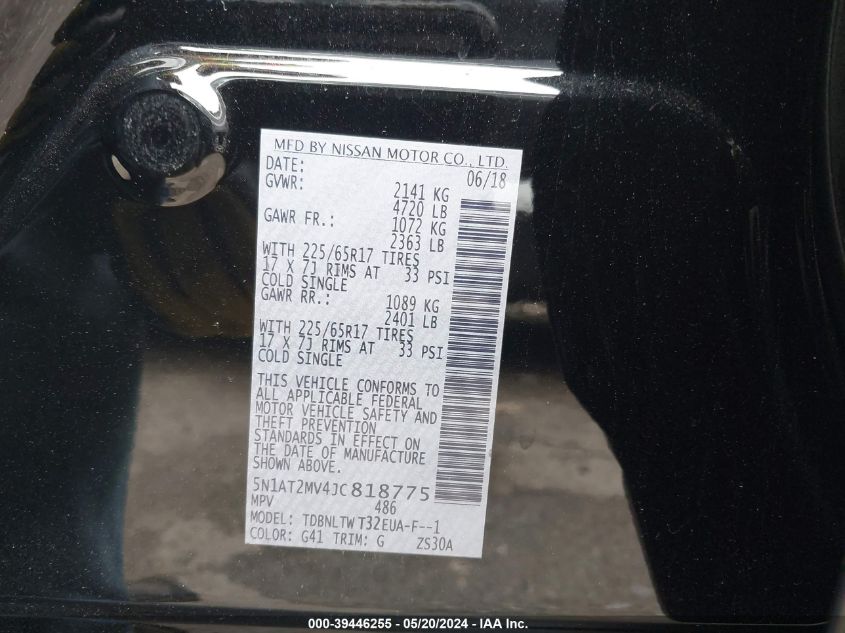 MFD BY NISSAN MOTOR CO., LTD.
DATE: 06/18
GVWR: 2141 KG
4720 LB
GAWR FR.: 1072 KG
2363 LB
WITH 225/65R17 TIRES
17 X 7J RIMS AT 33 PSI
COLD SINGLE
GAWR RR.: 1089 KG
2401 LB
WITH 225/65R17 TIRES
17 X 7J RIMS AT 33 PSI
COLD SINGLE
THIS VEHICLE CONFORMS TO
ALL APPLICABLE FEDERAL
MOTOR VEHICLE SAFETY AND
THEFT PREVENTION
STANDARDS IN EFFECT ON
THE DATE OF MANUFACTURE
SHOWN ABOVE.
5N1AT2MV4JC818775
MPV 486
MODEL: TDBNLTW T32EUA-F--1
COLOR: G41 TRIM: G ZS30A
000-39446255 - 05/20/2024 - IAA Inc.